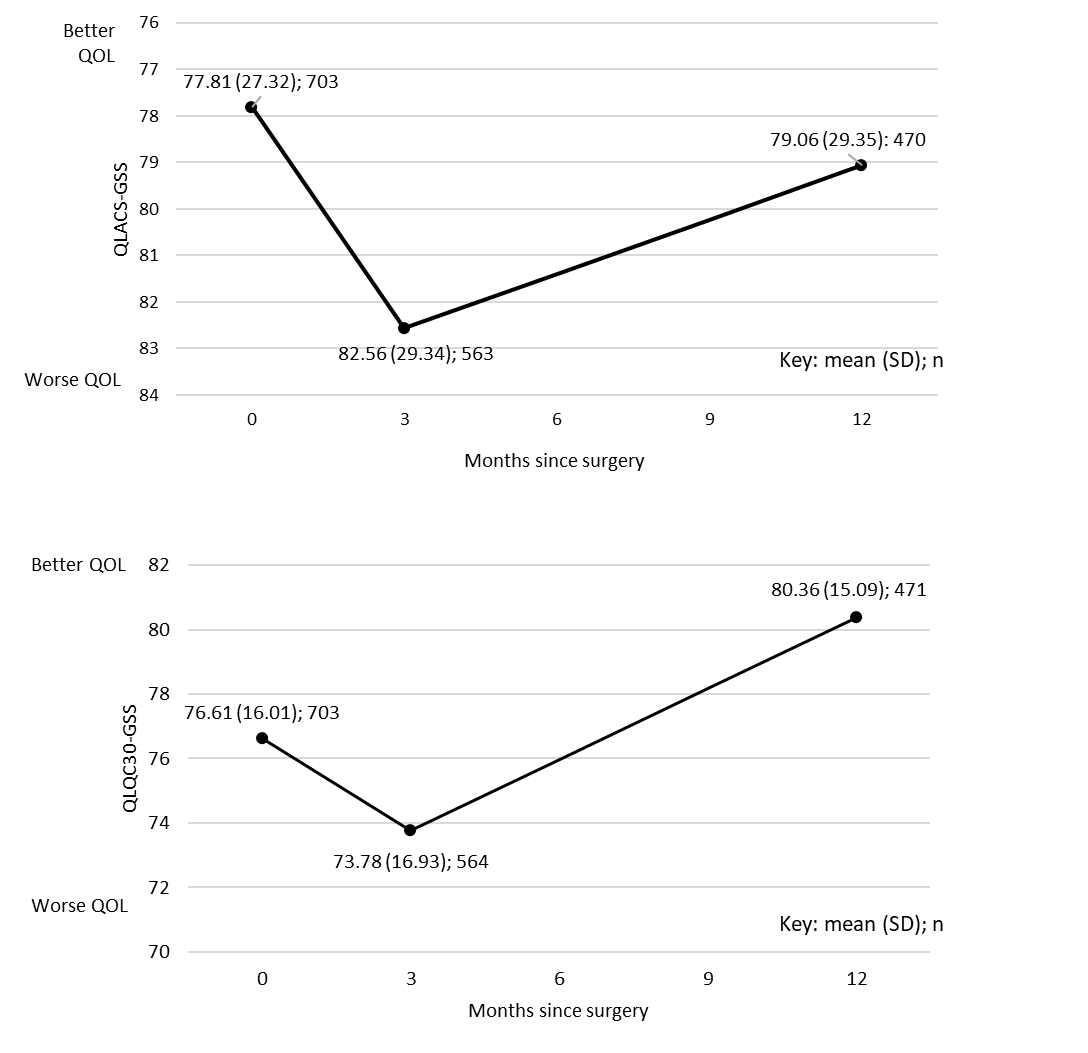 Better
QOL
76
77
77.81 (27.32); 703
78
79.06 (29.35): 470
79
QLACS-GSS
80
81
82
83
82.56 (29.34); 563
Key: mean (SD); n
Worse QOL
84
0 3 6 9 12
Months since surgery
Better QOL
82
80.36 (15.09); 471
80
78
76.61 (16.01); 703
QLQC30-GSS
76
74
73.78 (16.93); 564
72
Worse QOL
Key: mean (SD); n
70
0 3 6 9 12
Months since surgery